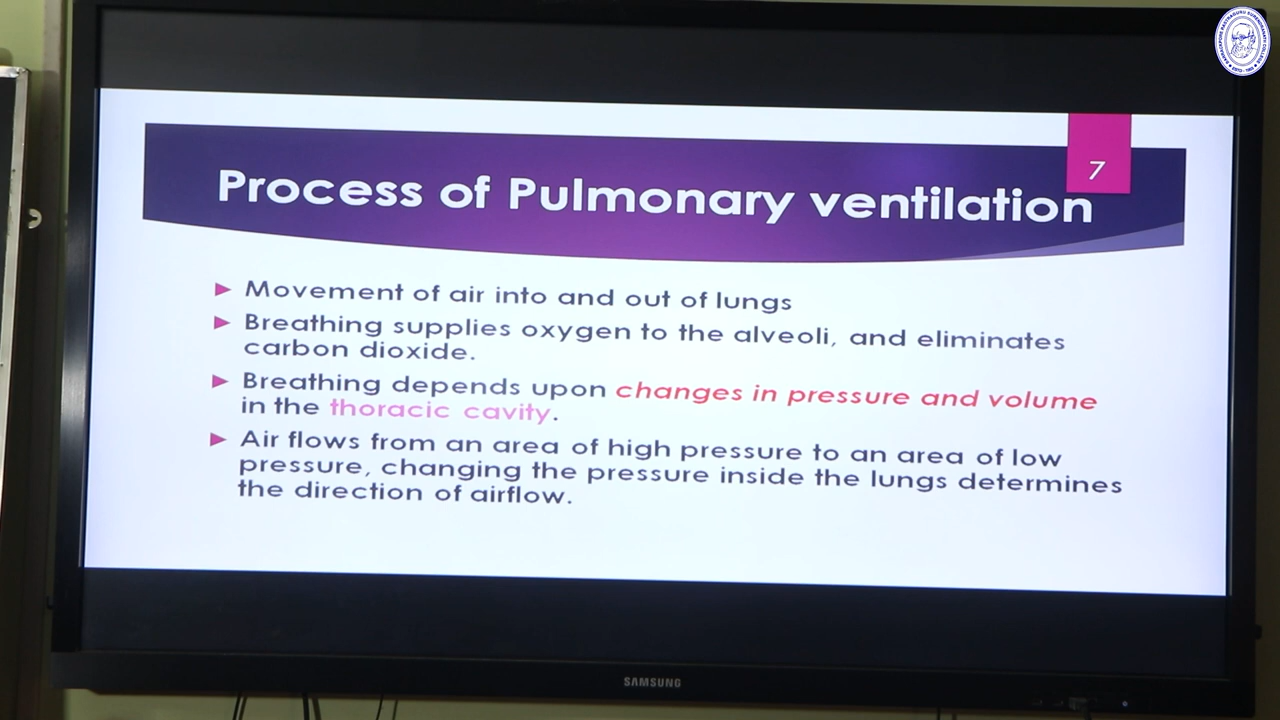 7
Process of Pulmonary ventilation
Movement of air into and out of lungs
Breathing supplies oxygen to the alveoli, and eliminates
carbon dioxide.
Breathing depends upon changes in pressure and volume
in the thoracic cavity.
Air flows from an area of high pressure to an area of low
pressure, changing the pressure inside the lungs determines
the direction of airflow.
SAMSUNG